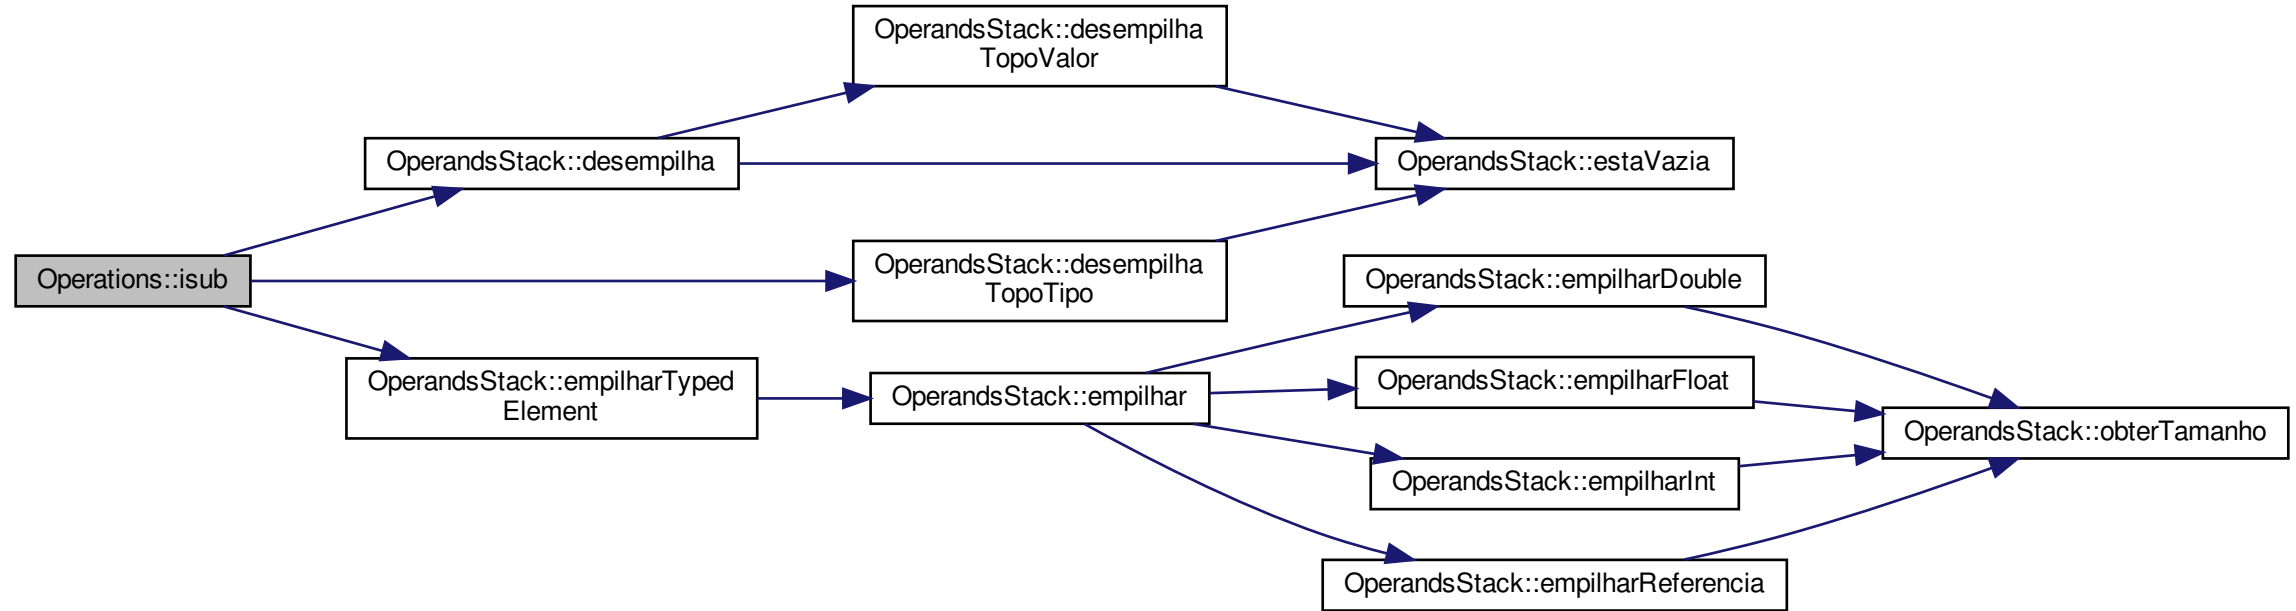 OperandsStack::desempilha
TopoValor
OperandsStack::desempilha
OperandsStack::estaVazia
Operations::isub
OperandsStack::desempilha
TopoTipo
OperandsStack::empilharDouble
OperandsStack::empilharTyped
Element
OperandsStack::empilhar
OperandsStack::empilharFloat
OperandsStack::obterTamanho
OperandsStack::empilharInt
OperandsStack::empilharReferencia